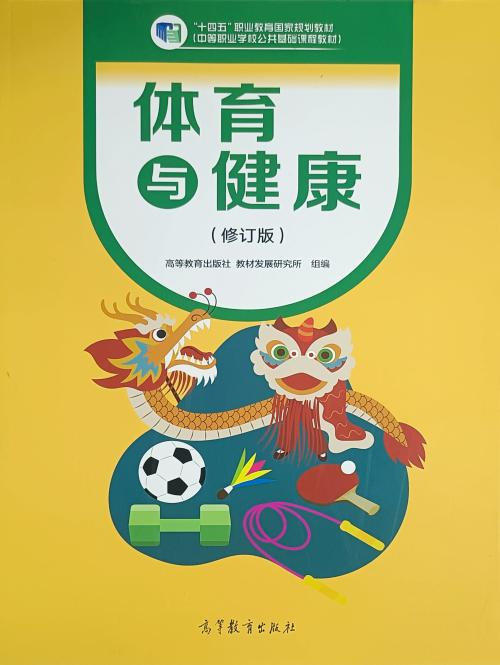 “十四五”职业教育国家规划教材
（中等职业学校公共基础课程教材）
体育
与健康
（修订版）
高等教育出版社 教材发展研究所 组编
高等教育出版社